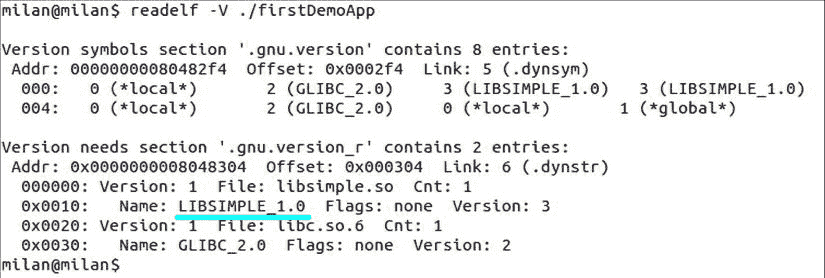 milan@milan$ readelf -V ./firstDemoApp
Version symbols section '.gnu.version' contains 8 entries:
Addr: 00000000080482f4 Offset: 0x0002f4 Link: 5 (.dynsym)
000: 0 (*local*) 2 (GLIBC_2.0) 3 (LIBSIMPLE_1.0) 3 (LIBSIMPLE_1.0)
004: 0 (*local*) 2 (GLIBC_2.0) 0 (*local*) 1 (*global*)
Version needs section '.gnu.version_r' contains 2 entries:
Addr: 0x0000000008048304 Offset: 0x000304 Link: 6 (.dynstr)
000000: Version: 1 File: libsimple.so Cnt: 1
0x0010: Name: LIBSIMPLE_1.0 Flags: none Version: 3
0x0020: Version: 1 File: libc.so.6 Cnt: 1
0x0030: Name: GLIBC_2.0 Flags: none Version: 2
milan@milan$